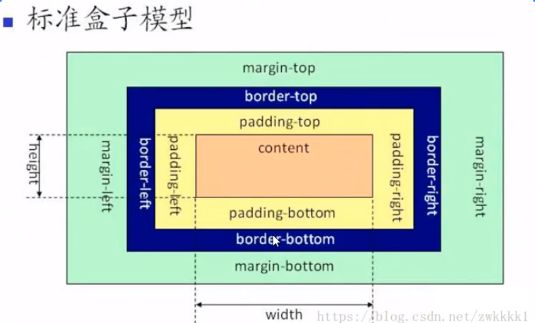 标准盒子模型
margin-top
border-top
padding-top
content
height
margin-left
border-left
padding-left
padding-right
border-right
margin-right
padding-bottom
border-bottom
margin-bottom
width
https://blog.csdn.net/zwkkkk1